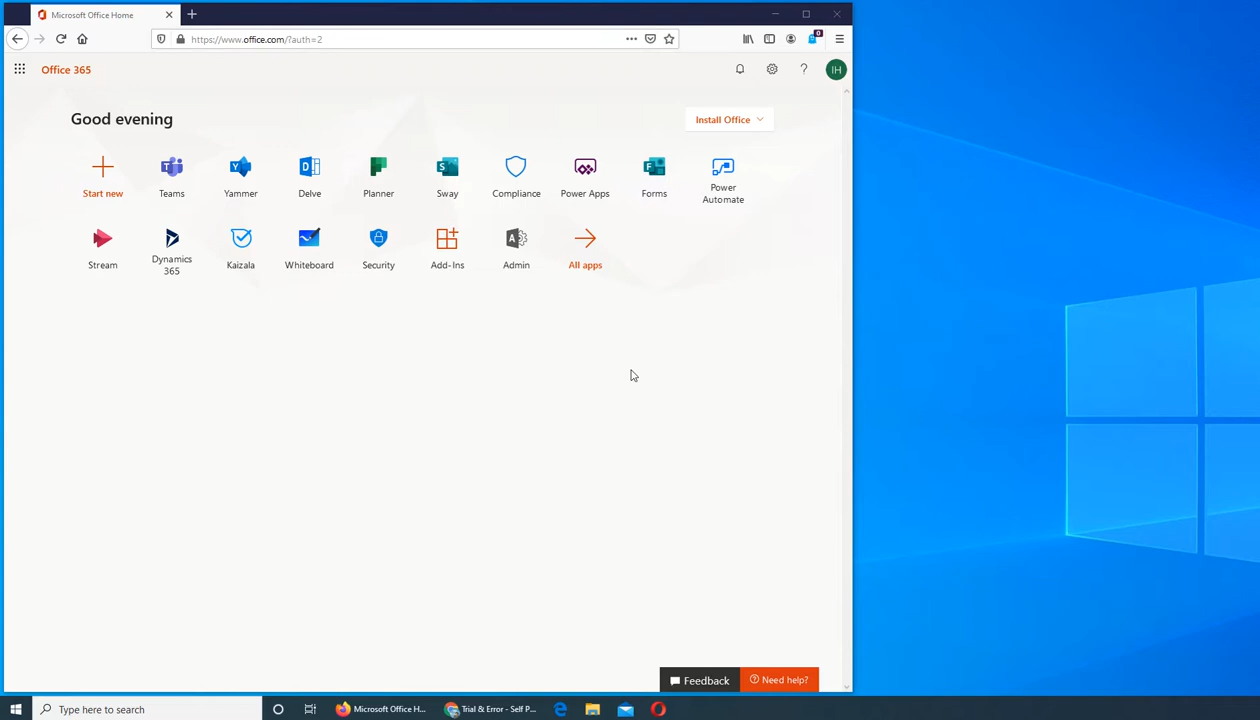 Microsoft Office Home
https://www.office.com/?auth=2
0
Office 365
? IH
Good evening
Install Office
Start new
Teams
Yammer
Delve
Planner
Sway
Compliance
Power Apps
Forms
Power
Automate
Stream
Dynamics
365
Kaizala
Whiteboard
Security
Add-Ins
Admin
All apps
Feedback
Need help?
Type here to search
Microsoft Office H...
Trial & Error - Self P...